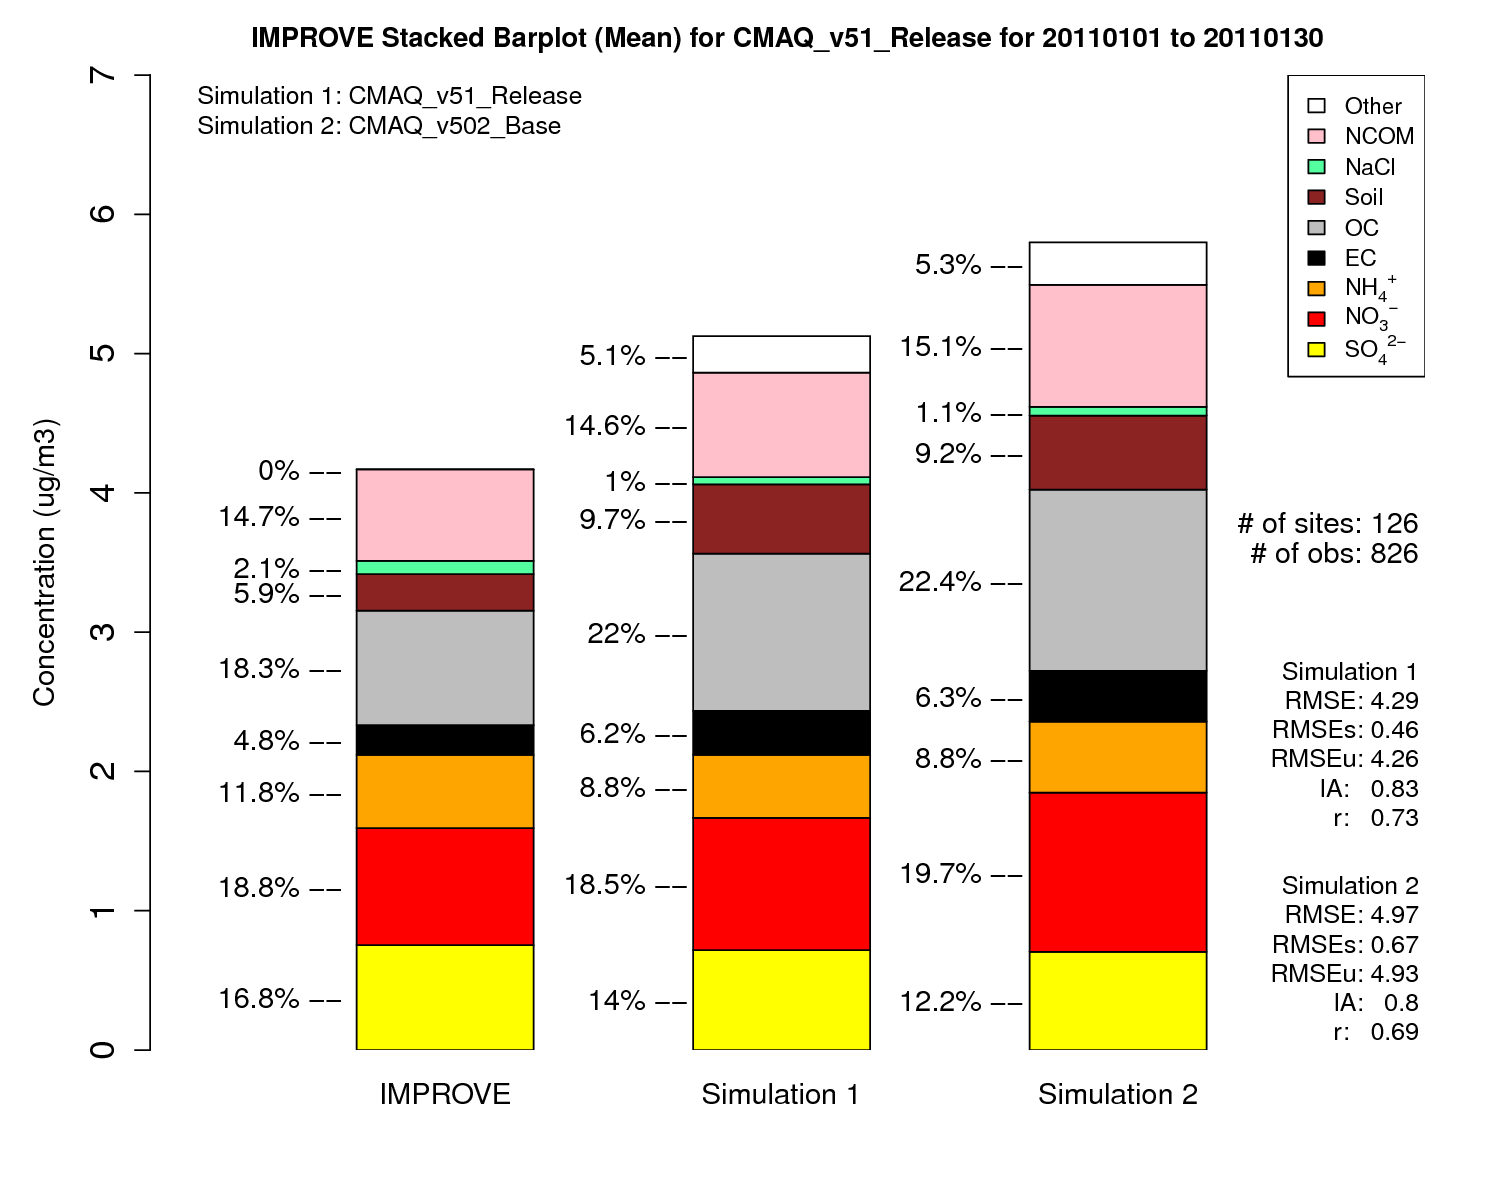 IMPROVE Stacked Barplot (Mean) for CMAQ_v51_Release for 20110101 to 20110130
Simulation 1: CMAQ_v51_Release
Simulation 2: CMAQ_v502_Base
Concentration (ug/m3)
7
6
5
4
3
2
1
0
0% −−
14.7% −−
2.1% −−
5.9% −−
18.3% −−
4.8% −−
11.8% −−
18.8% −−
16.8% −−
IMPROVE
5.1% −−
14.6% −−
1% −−
9.7% −−
22% −−
6.2% −−
8.8% −−
18.5% −−
14% −−
Simulation 1
5.3% −−
15.1% −−
1.1% −−
9.2% −−
22.4% −−
6.3% −−
8.8% −−
19.7% −−
12.2% −−
Simulation 2
Other
NCOM
NaCl
Soil
OC
EC
NH₄⁺
NO₃⁻
SO₄²⁻
# of sites: 126
# of obs: 826
Simulation 1
RMSE: 4.29
RMSEs: 0.46
RMSEu: 4.26
IA: 0.83
r: 0.73
Simulation 2
RMSE: 4.97
RMSEs: 0.67
RMSEu: 4.93
IA: 0.8
r: 0.69